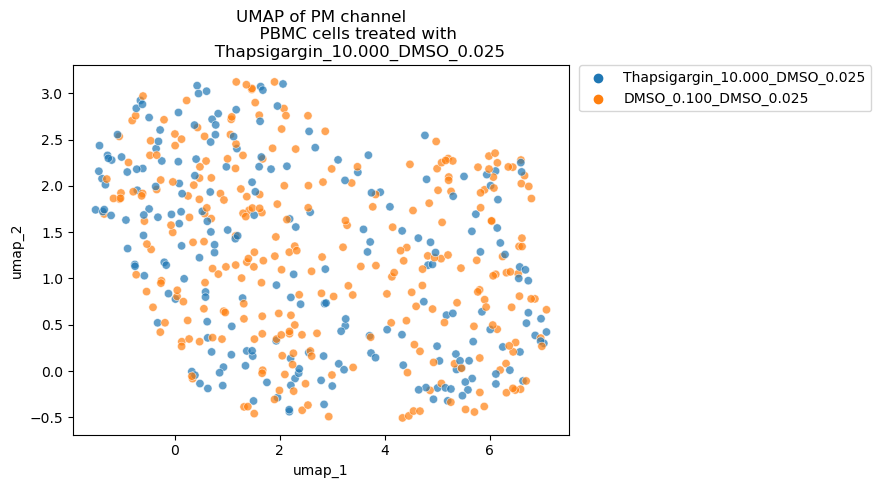 UMAP of PM channel
PBMC cells treated with
Thapsigargin_10.000_DMSO_0.025
Thapsigargin_10.000_DMSO_0.025
DMSO_0.100_DMSO_0.025
3.0
2.5
2.0
1.5
1.0
0.5
0.0
−0.5
umap_2
0 2 4 6
umap_1